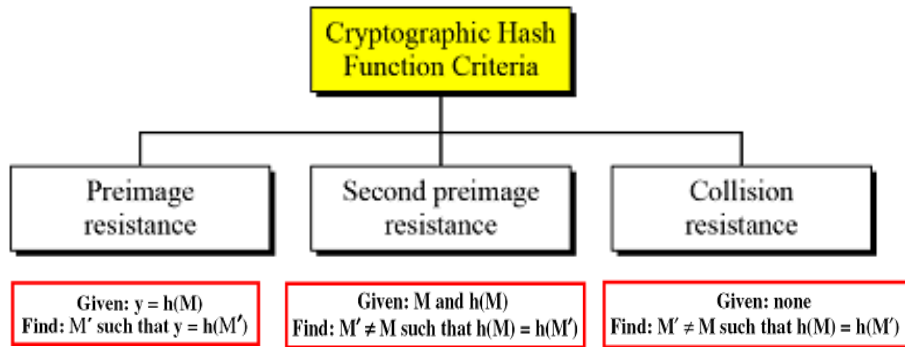 Cryptographic Hash
Function Criteria
Preimage
resistance
Second preimage
resistance
Collision
resistance
Given: y = h(M)
Find: M′ such that y = h(M′)
Given: M and h(M)
Find: M′ ≠ M such that h(M) = h(M′)
Given: none
Find: M′ ≠ M such that h(M) = h(M′)